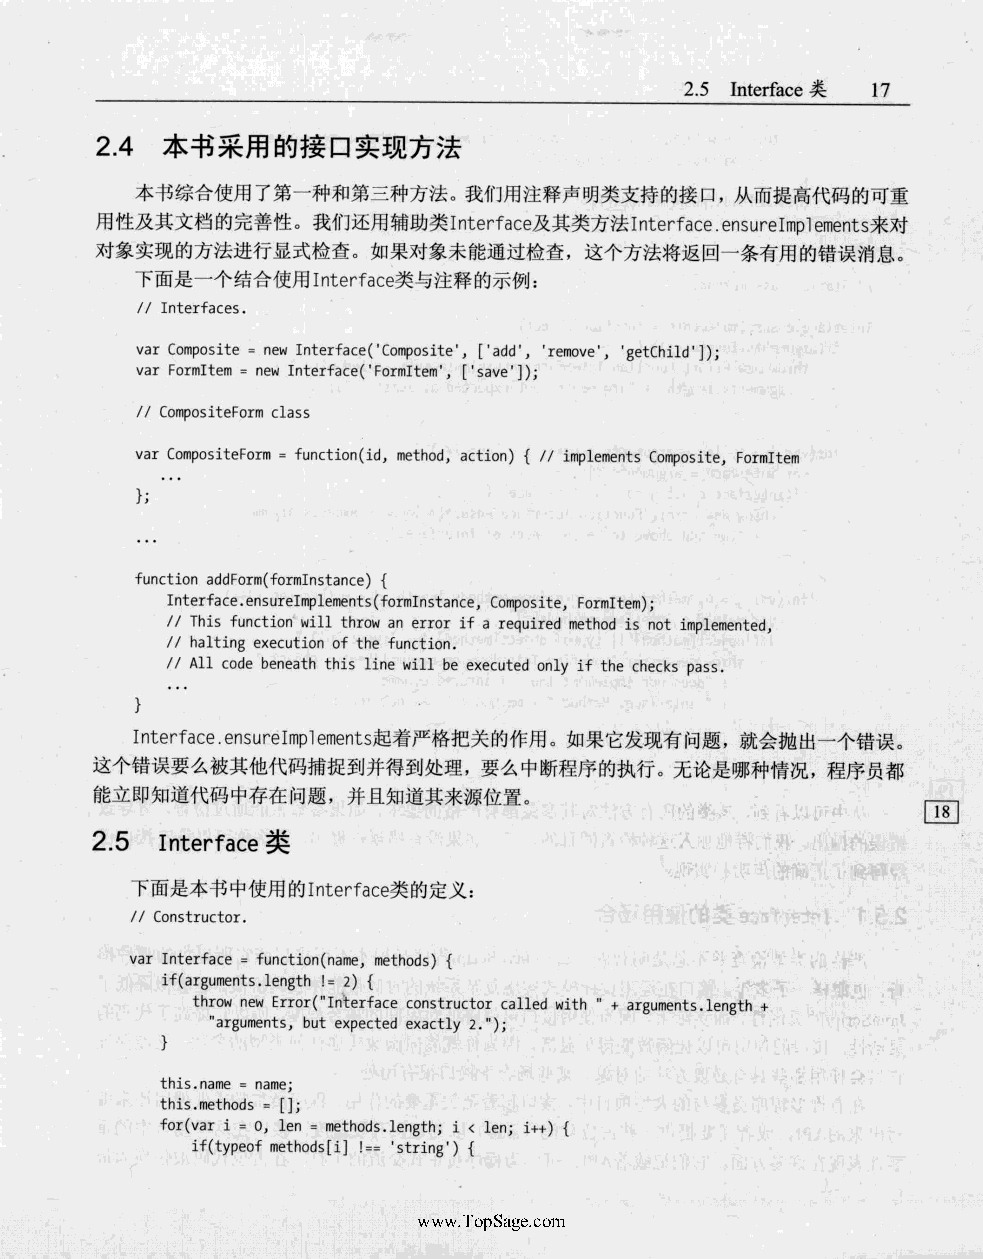 2.5 Interface 类 17
2.4 本书采用的接口实现方法
本书综合使用了第一种和第三种方法。我们用注释声明类支持的接口，从而提高代码的可重
用性及其文档的完善性。我们还用辅助类Interface及其类方法Interface.ensureImplements来对
对象实现的方法进行显式检查。如果对象未能通过检查，这个方法将返回一条有用的错误消息。
下面是一个结合使用Interface类与注释的示例：
// Interfaces.
var Composite = new Interface('Composite', ['add', 'remove', 'getChild']);
var FormItem = new Interface('FormItem', ['save']);
// CompositeForm class
var CompositeForm = function(id, method, action) { // implements Composite, FormItem
...
};
...
function addForm(formInstance) {
Interface.ensureImplements(formInstance, Composite, FormItem);
// This function will throw an error if a required method is not implemented,
// halting execution of the function.
// All code beneath this line will be executed only if the checks pass.
...
}
Interface.ensureImplements起着严格把关的作用。如果它发现有问题，就会抛出一个错误。
这个错误要么被其他代码捕捉到并得到处理，要么中断程序的执行。无论是哪种情况，程序员都
能立即知道代码中存在问题，并且知道其来源位置。
18
2.5 Interface 类
下面是本书中使用的Interface类的定义：
// Constructor.
var Interface = function(name, methods) {
if(arguments.length != 2) {
throw new Error("Interface constructor called with " + arguments.length +
"arguments, but expected exactly 2.");
}
this.name = name;
this.methods = [];
for(var i = 0, len = methods.length; i < len; i++) {
if(typeof methods[i] !== 'string') {
www.TopSage.com